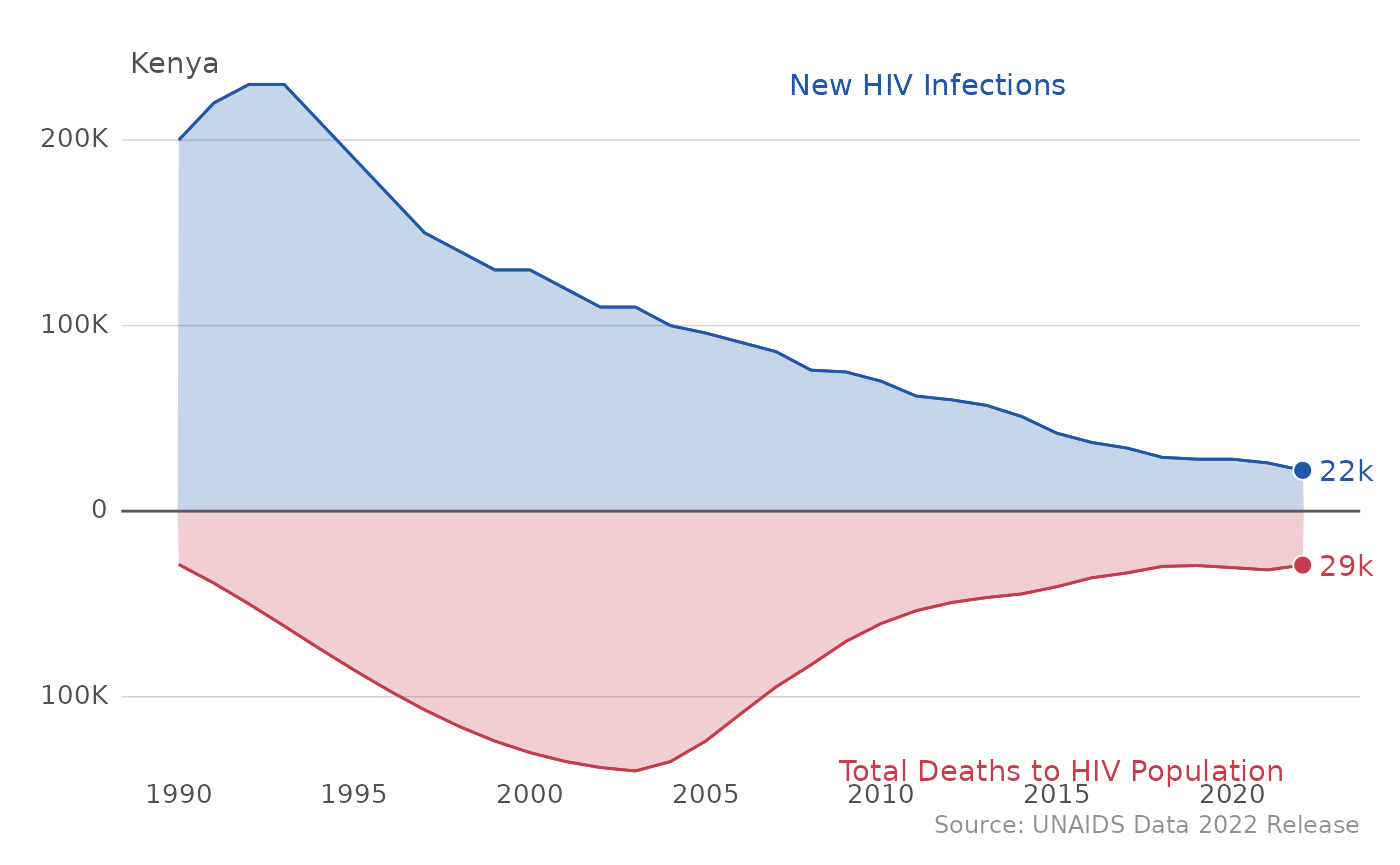 Kenya
New HIV Infections
200K
100K
0
100K
22k
29k
Total Deaths to HIV Population
1990 1995 2000 2005 2010 2015 2020
Source: UNAIDS Data 2022 Release